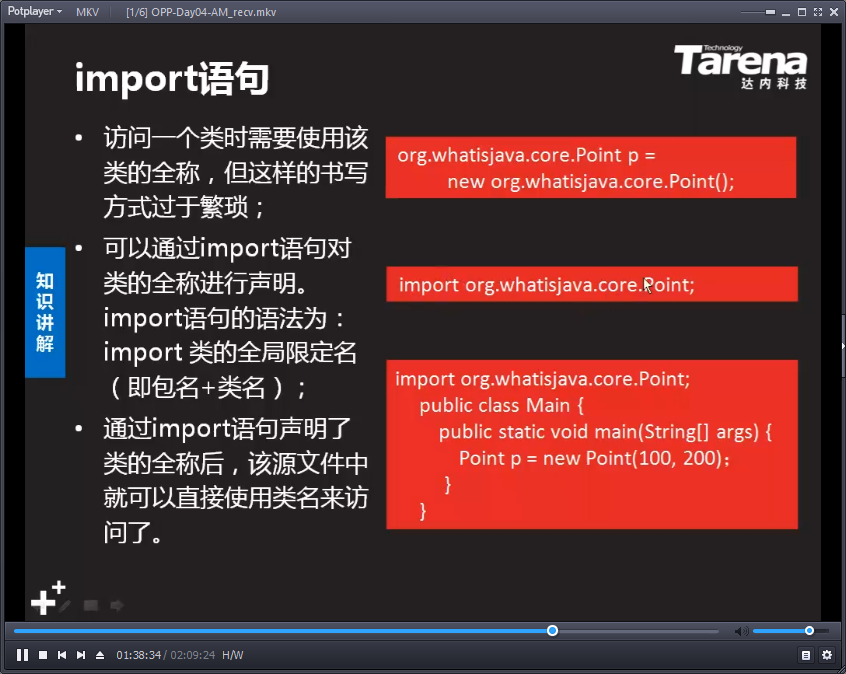 Potplayer MKV [1/6] OPP-Day04-AM_recv.mkv
Technology
Tarena
达内科技
import语句
• 访问一个类时需要使用该
类的全称，但这样的书写
方式过于繁琐；
org.whatisjava.core.Point p =
new org.whatisjava.core.Point();
• 可以通过import语句对
类的全称进行声明。
import语句的语法为：
import 类的全局限定名
（即包名+类名）；
import org.whatisjava.core.Point;
知
识
讲
解
• 通过import语句声明了
类的全称后，该源文件中
就可以直接使用类名来访
问了。
import org.whatisjava.core.Point;
public class Main {
public static void main(String[] args) {
Point p = new Point(100, 200);
}
}
01:38:34 / 02:09:24 H/W